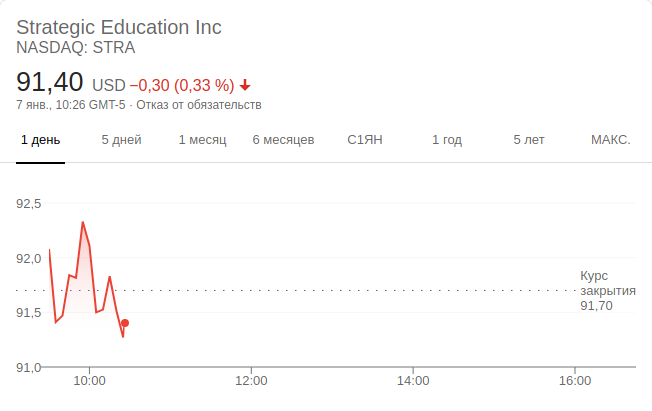 Strategic Education Inc
NASDAQ: STRA
91,40 USD −0,30 (0,33 %)
7 янв., 10:26 GMT-5 · Отказ от обязательств
1 день 5 дней 1 месяц 6 месяцев С1ЯН 1 год 5 лет МАКС.
92,5
92,0
Курс
закрытия
91,70
91,5
91,0
10:00 12:00 14:00 16:00